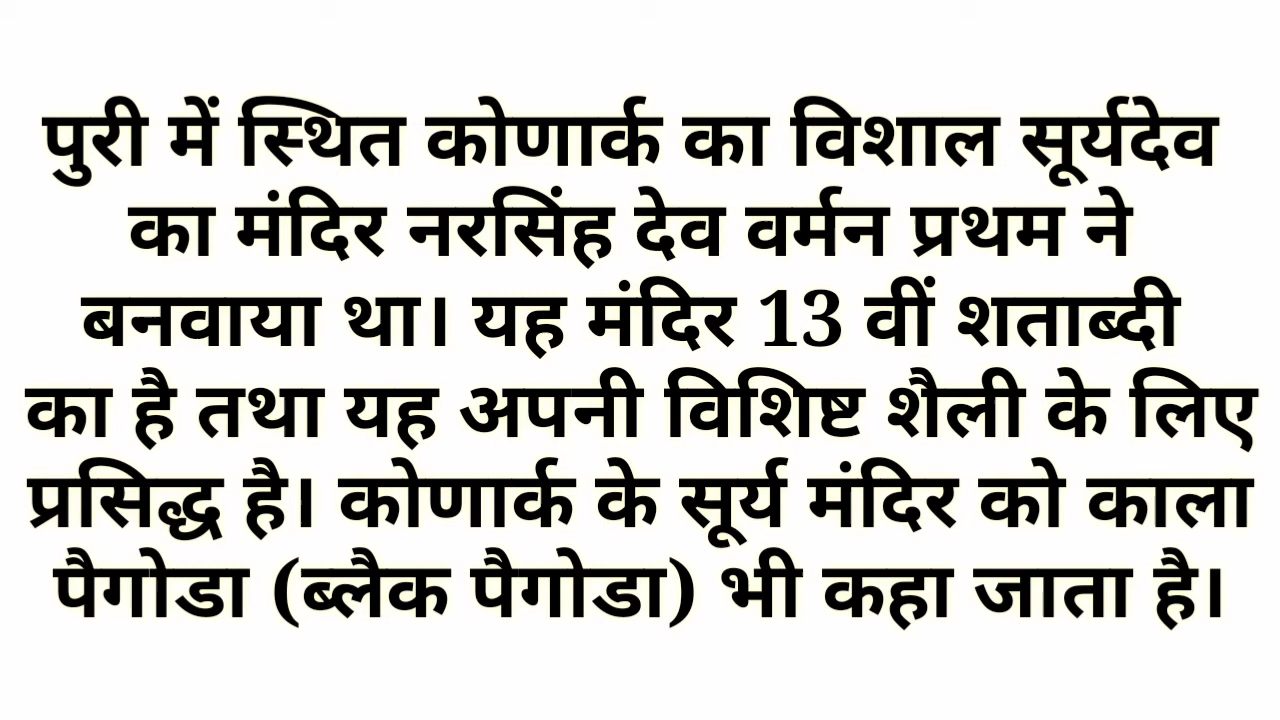 पुरी में स्थित कोणार्क का विशाल सूर्यदेव
का मंदिर नरसिंह देव वर्मन प्रथम ने
बनवाया था। यह मंदिर 13 वीं शताब्दी
का है तथा यह अपनी विशिष्ट शैली के लिए
प्रसिद्ध है। कोणार्क के सूर्य मंदिर को काला
पैगोडा (ब्लैक पैगोडा) भी कहा जाता है।